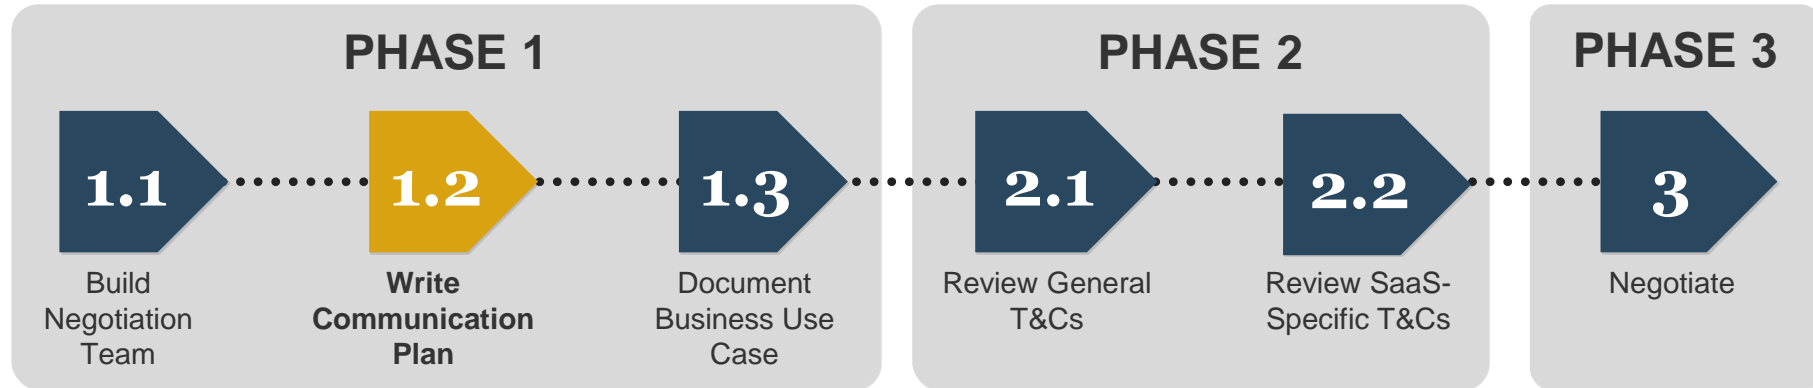 PHASE 1
1.1
Build
Negotiation
Team
1.2
Write
Communication
Plan
1.3
Document
Business Use
Case
PHASE 2
2.1
Review General
T&Cs
2.2
Review SaaS-
Specific T&Cs
PHASE 3
3
Negotiate